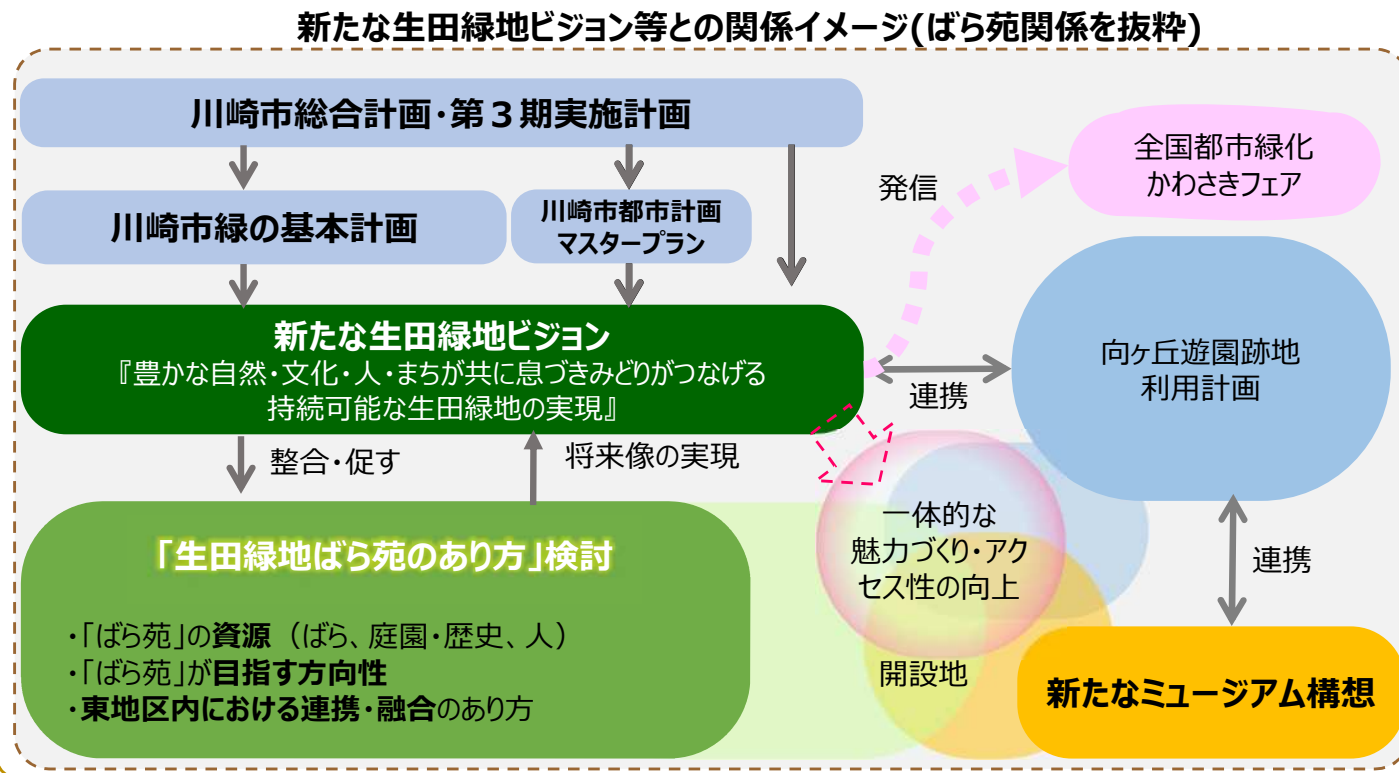 新たな生田緑地ビジョン等との関係イメージ(ばら苑関係を抜粋)
川崎市総合計画・第３期実施計画
川崎市緑の基本計画
川崎市都市計画
マスタープラン
発信
全国都市緑化
かわさきフェア
新たな生田緑地ビジョン
『豊かな自然・文化・人・まちが共に息づきみどりがつなげる
持続可能な生田緑地の実現』
連携
向ヶ丘遊園跡地
利用計画
整合・促す
将来像の実現
「生田緑地ばら苑のあり方」検討
・「ばら苑」の資源（ばら、庭園・歴史、人）
・「ばら苑」が目指す方向性
・東地区内における連携・融合のあり方
一体的な
魅力づくり・アク
セス性の向上
開設地
連携
新たなミュージアム構想